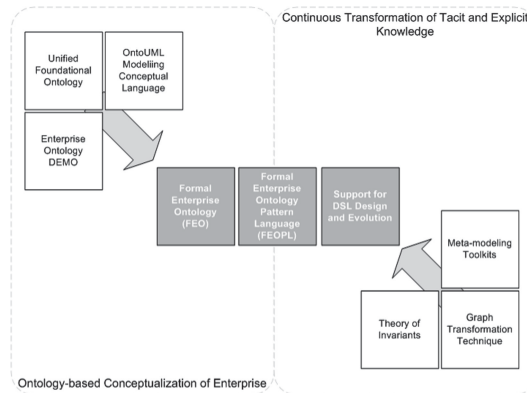 Continuous Transformation of Tacit and Explicit
Knowledge
Unified
Foundational
Ontology
OntoUML
Modeliing
Conceptual
Language
Enterprise
Ontology
DEMO
Formal
Enterprise
Ontology
(FEO)
Formal
Enterprise
Ontology
Pattern
Language
(FEOPL)
Support for
DSL Design
and Evolution
Meta-modeling
Toolkits
Theory of
Invariants
Graph
Transformation
Technique
Ontology-based Conceptualization of Enterprise